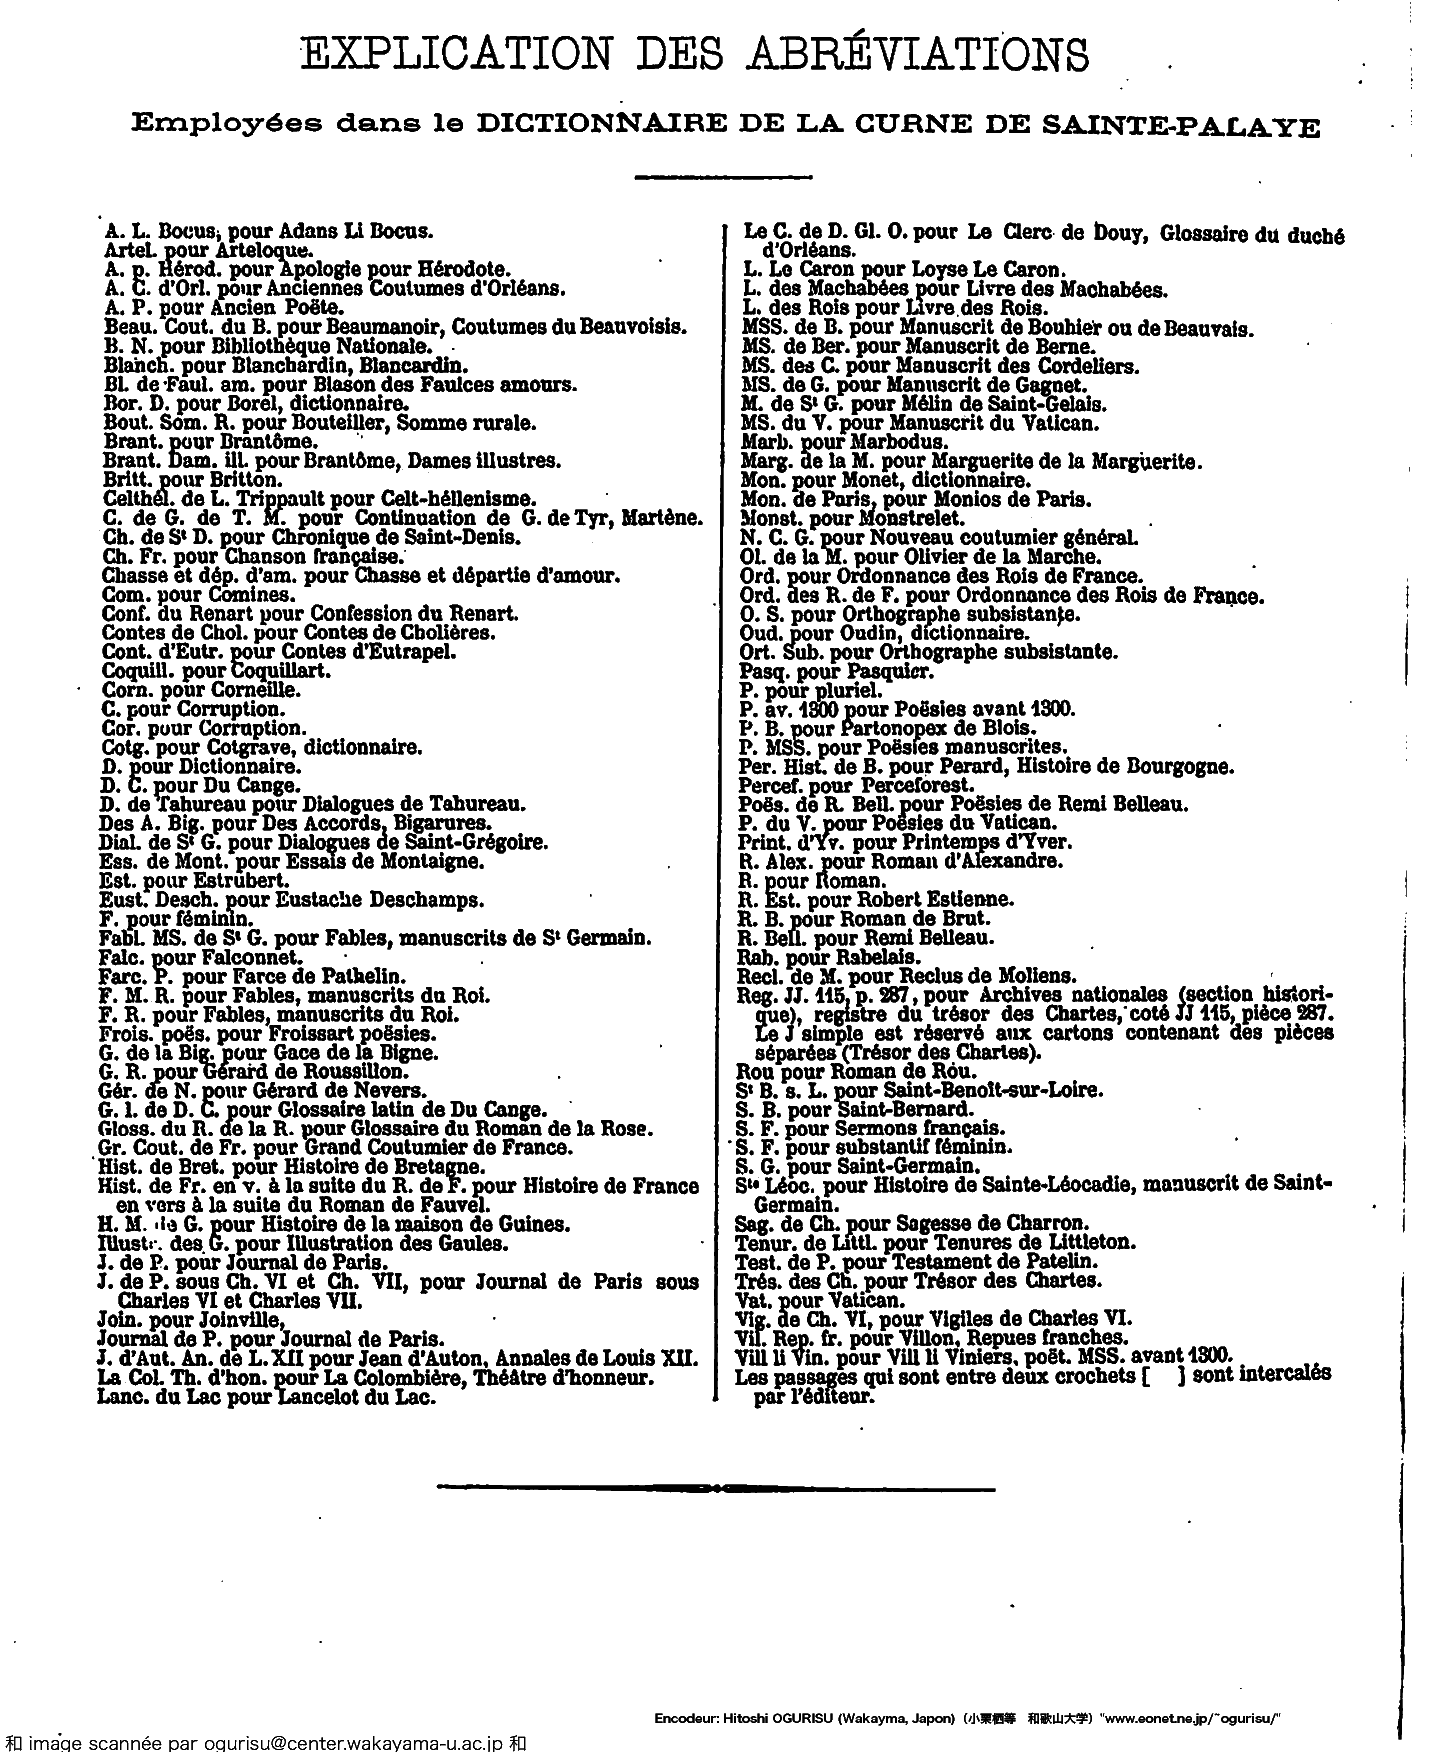 EXPLICATION DES ABRÉVIATIONS
Employées dans le DICTIONNAIRE DE LA CURNE DE SAINTE-PALAYE
A. L. Bocus, pour Adans Li Bocus.
Artel. pour Arteloque.
A. p. Hérod. pour Apologie pour Hérodote.
A. C. d'Orl. pour Anciennes Coutumes d'Orléans.
A. P. pour Ancien Poëte.
Beau. Cout. du B. pour Beaumanoir, Coutumes du Beauvoisis.
B. N. pour Bibliothèque Nationale.
Blanch. pour Blanchardin, Blancardin.
Bl. de Faul. am. pour Blason des Faulces amours.
Bor. D. pour Borel, dictionnaire.
Bout. Som. R. pour Bouteiller, Somme rurale.
Brant. pour Brantôme.
Brant. Dam. ill. pour Brantôme, Dames illustres.
Britt. pour Britton.
Celthél. de L. Trippault pour Celt-héllenisme.
C. de G. de T. M. pour Continuation de G. de Tyr, Martène.
Ch. de St D. pour Chronique de Saint-Denis.
Ch. Fr. pour Chanson française.
Chasse et dép. d'am. pour Chasse et départie d'amour.
Com. pour Comines.
Conf. du Renart pour Confession du Renart.
Contes de Chol. pour Contes de Cholières.
Cont. d'Eutr. pour Contes d'Eutrapel.
Coquill. pour Coquillart.
Corn. pour Corneille.
C. pour Corruption.
Cor. pour Corruption.
Cotg. pour Cotgrave, dictionnaire.
D. pour Dictionnaire.
D. C. pour Du Cange.
D. de Tahureau pour Dialogues de Tahureau.
Des A. Big. pour Des Accords, Bigarures.
Dial. de St G. pour Dialogues de Saint-Grégoire.
Ess. de Mont. pour Essais de Montaigne.
Est. pour Estrubert.
Eust. Desch. pour Eustache Deschamps.
F. pour féminin.
Fabl. MS. de St G. pour Fables, manuscrits de St Germain.
Falc. pour Falconnet.
Farc. P. pour Farce de Pathelin.
F. M. R. pour Fables, manuscrits du Roi.
F. R. pour Fables, manuscrits du Roi.
Frois. poës. pour Froissart poësies.
G. de la Big. pour Gace de la Bigne.
G. R. pour Gérard de Roussillon.
Gér. de N. pour Gérard de Nevers.
G. l. de D. C. pour Glossaire latin de Du Cange.
Gloss. du R. de la R. pour Glossaire du Roman de la Rose.
Gr. Cout. de Fr. pour Grand Coutumier de France.
Hist. de Bret. pour Histoire de Bretagne.
Hist. de Fr. en v. à la suite du R. de F. pour Histoire de France
en vers à la suite du Roman de Fauvel.
H. M. de G. pour Histoire de la maison de Guines.
Illustr. des G. pour Illustration des Gaules.
J. de P. pour Journal de Paris.
J. de P. sous Ch. VI et Ch. VII, pour Journal de Paris sous
Charles VI et Charles VII.
Join. pour Joinville,
Journal de P. pour Journal de Paris.
J. d'Aut. An. de L. XII pour Jean d'Auton, Annales de Louis XII.
La Col. Th. d'hon. pour La Colombière, Théâtre d'honneur.
Lanc. du Lac pour Lancelot du Lac.
Le C. de D. Gl. O. pour Le Clerc de Douy, Glossaire du duché
d'Orléans.
L. Le Caron pour Loyse Le Caron.
L. des Machabées pour Livre des Machabées.
L. des Rois pour Livre des Rois.
MSS. de B. pour Manuscrit de Bouhier ou de Beauvais.
MS. de Ber. pour Manuscrit de Berne.
MS. des C. pour Manuscrit des Cordeliers.
MS. de G. pour Manuscrit de Gagnet.
M. de St G. pour Mélin de Saint-Gelais.
MS. du V. pour Manuscrit du Vatican.
Marb. pour Marbodus.
Marg. de la M. pour Marguerite de la Marguerite.
Mon. pour Monet, dictionnaire.
Mon. de Paris, pour Monios de Paris.
Monst. pour Monstrelet.
N. C. G. pour Nouveau coutumier général.
Ol. de la M. pour Olivier de la Marche.
Ord. pour Ordonnance des Rois de France.
Ord. des R. de F. pour Ordonnance des Rois de France.
O. S. pour Orthographe subsistante.
Oud. pour Oudin, dictionnaire.
Ort. Sub. pour Orthographe subsistante.
Pasq. pour Pasquier.
P. pour pluriel.
P. av. 1300 pour Poësies avant 1300.
P. B. pour Partonopex de Blois.
P. MSS. pour Poësies manuscrites.
Per. Hist. de B. pour Perard, Histoire de Bourgogne.
Percef. pour Perceforest.
Poës. de R. Bell. pour Poësies de Remi Belleau.
P. du V. pour Poësies du Vatican.
Print. d'Yv. pour Printemps d'Yver.
R. Alex. pour Roman d'Alexandre.
R. pour Roman.
R. Est. pour Robert Estienne.
R. B. pour Roman de Brut.
R. Bell. pour Remi Belleau.
Rab. pour Rabelais.
Recl. de M. pour Reclus de Moliens.
Reg. JJ. 115, p. 287, pour Archives nationales (section histori-
que), registre du trésor des Chartes, coté JJ 115, pièce 287.
Le J simple est réservé aux cartons contenant des pièces
séparées (Trésor des Chartes).
Rou pour Roman de Rou.
St B. s. L. pour Saint-Benoît-sur-Loire.
S. B. pour Saint-Bernard.
S. F. pour Sermons français.
S. F. pour substantif féminin.
S. G. pour Saint-Germain.
Ste Léoc. pour Histoire de Sainte-Léocadie, manuscrit de Saint-
Germain.
Sag. de Ch. pour Sagesse de Charron.
Tenur. de Littl. pour Tenures de Littleton.
Test. de P. pour Testament de Patelin.
Trés. des Ch. pour Trésor des Chartes.
Vat. pour Vatican.
Vig. de Ch. VI, pour Vigiles de Charles VI.
Vil. Rep. fr. pour Villon, Repues franches.
Vill li Vin. pour Vill li Viniers, poët. MSS. avant 1300.
Les passages qui sont entre deux crochets [ ] sont intercalés
par l'éditeur.
Encodeur: Hitoshi OGURISU (Wakayma, Japon) (小栗栖等 和歌山大学) "www.eonet.ne.jp/~ogurisu/"
和 image scannée par ogurisu@center.wakayama-u.ac.jp 和